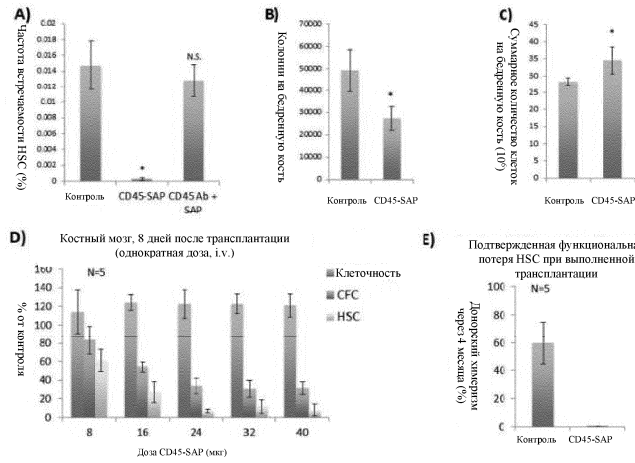 A)
Частота встречаемости HSC (%)
0.02
0.018
0.016
0.014
0.012
0.01
0.008
0.006
0.004
0.002
0
N.S.
*
Контроль
CD45-SAP
CD45 Ab +
SAP
B)
Колонии на бедренную кость
70000
60000
50000
40000
30000
20000
10000
0
*
Контроль
CD45-SAP
C)
Суммарное количество клеток
на бедренную кость (10⁶)
45
40
35
30
25
20
15
10
5
0
*
Контроль
CD45-SAP
D)
Костный мозг, 8 дней после трансплантации
(однократная доза, i.v.)
% от контроля
160
140
120
100
80
60
40
20
0
N=5
Клеточность
CFC
HSC
8
16
24
32
40
Доза CD45-SAP (мкг)
E)
Подтвержденная функциональна
потеря HSC при выполненной
трансплантации
Донорский химеризм
через 4 месяца (%)
100
80
60
40
20
0
N=5
Контроль
CD45-SAP